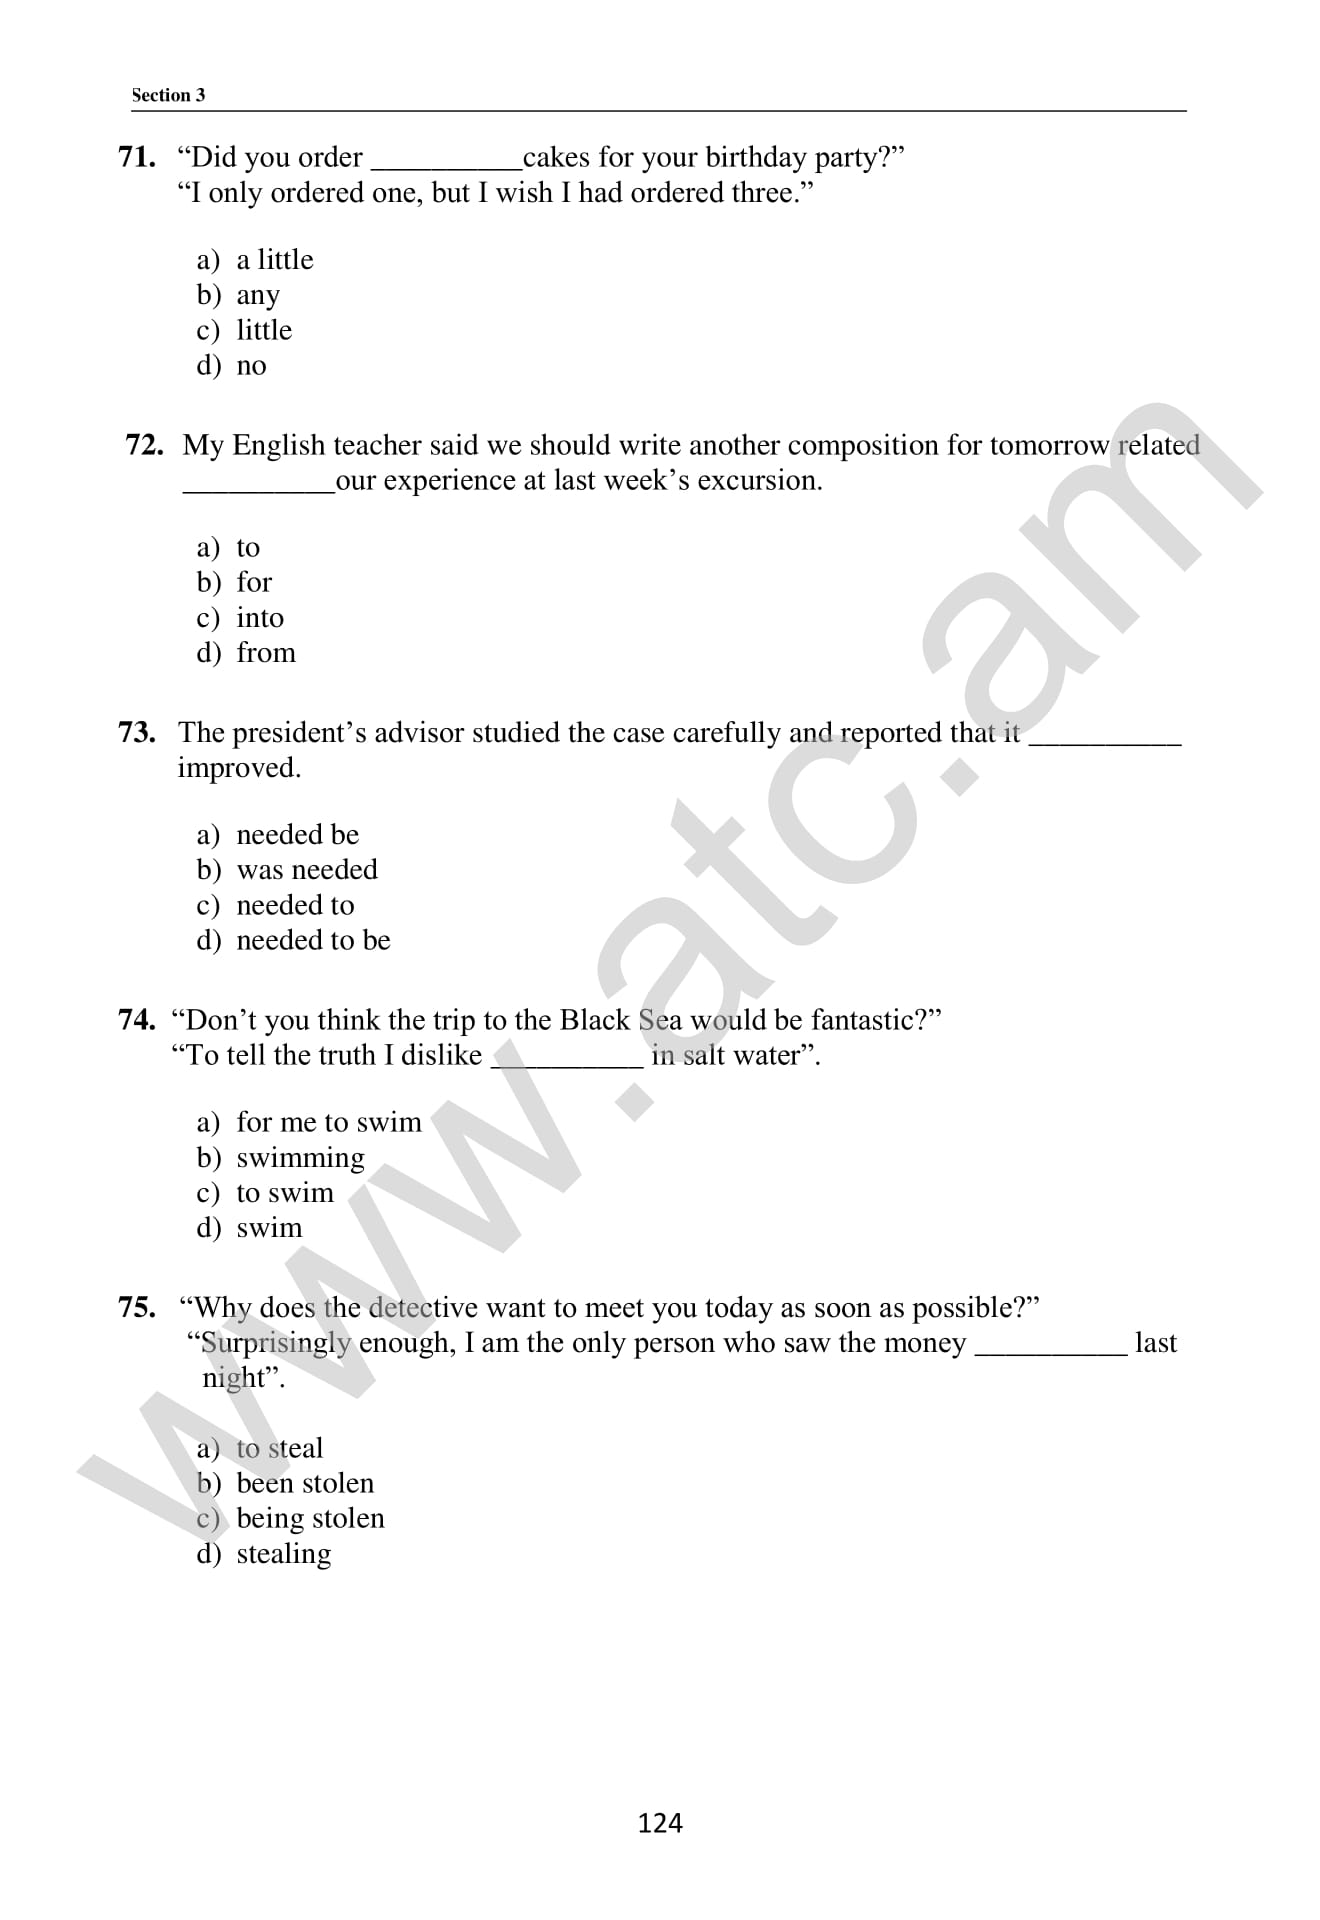 Section 3
71. “Did you order __________cakes for your birthday party?”
“I only ordered one, but I wish I had ordered three.”
a) a little
b) any
c) little
d) no
72. My English teacher said we should write another composition for tomorrow related
__________our experience at last week’s excursion.
a) to
b) for
c) into
d) from
73. The president’s advisor studied the case carefully and reported that it __________
improved.
a) needed be
b) was needed
c) needed to
d) needed to be
74. “Don’t you think the trip to the Black Sea would be fantastic?”
“To tell the truth I dislike __________ in salt water”.
a) for me to swim
b) swimming
c) to swim
d) swim
75. “Why does the detective want to meet you today as soon as possible?”
“Surprisingly enough, I am the only person who saw the money __________ last
night”.
a) to steal
b) been stolen
c) being stolen
d) stealing
124
www.atc.am